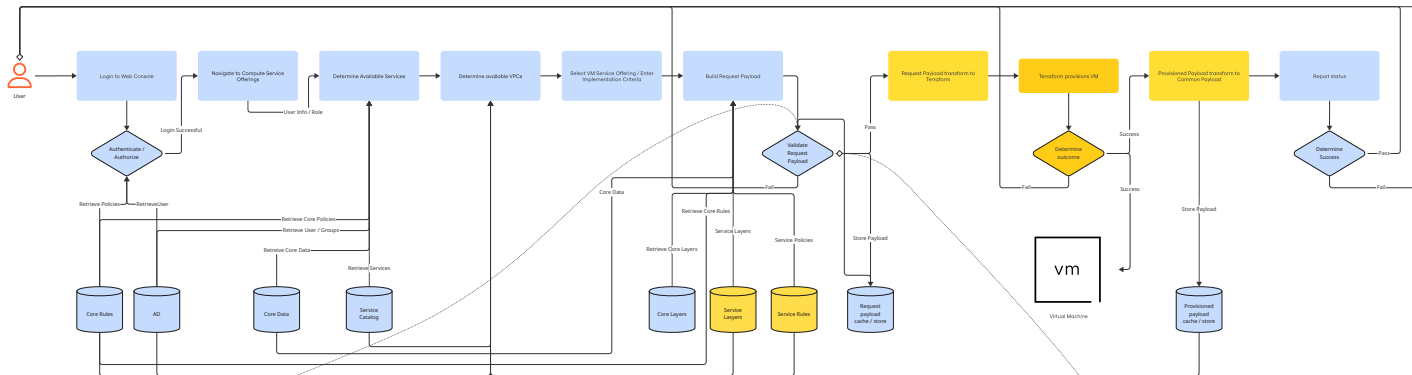 Login to Web Console
Navigate to Compute Service
Offerings
Determine Availabile Services
Determine available VPCs
Select VM Service Offering / Enter
Implementation Criteria
Build Request Payload
Request Payload transform to
Terraform
Terraform provisions VM
Provisioned Payload transform to
Common Payload
Report status
User
User Info / Role
Login Successful
Pass
Success
Authenticate /
Authorize
Validate
Request
Payload
Determine
outcome
Determine
Success
Pass
Fail
Fail
Fail
Success
Core Data
Retrieve Policies
RetrieveUser
Retrieve Core Policies
Retrieve Core Rules
Store Payload
Retrieve User / Groups
Service Layers
Service Policies
Store Payload
Retreive Core Data
Retrieve Core Layers
Retrieve Services
vm
Core Rules
AD
Core Data
Service
Catalog
Core Layers
Service
Lasyers
Service Rules
Request
payload
cache / store
Virtual Machine
Provisioned
payload
cache / store